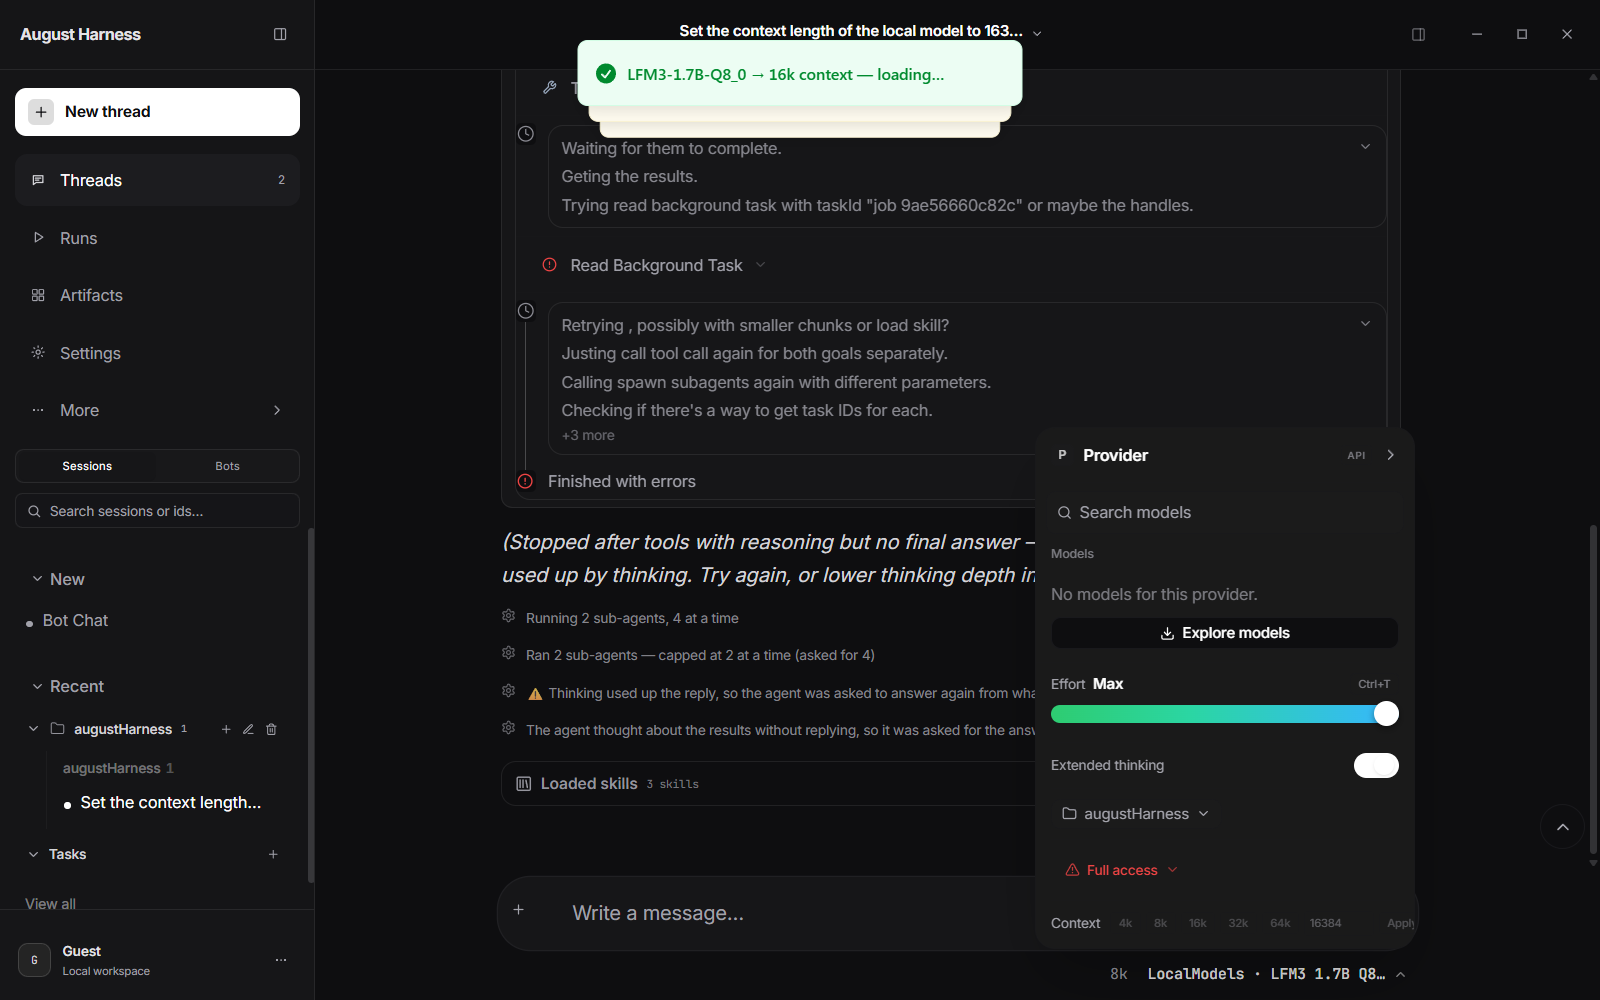 August Harness
New thread
Threads 2
Runs
Artifacts
Settings
More
Sessions Bots
Search sessions or ids...
New
Bot Chat
Recent
augustHarness 1
augustHarness 1
Set the context length...
Tasks
View all
G
Guest
Local workspace
Set the context length of the local model to 163...
LFM3-1.7B-Q8_0 → 16k context — loading...
Waiting for them to complete.
Geting the results.
Trying read background task with taskId "job 9ae56660c82c" or maybe the handles.
Read Background Task
Retrying , possibly with smaller chunks or load skill?
Justing call tool call again for both goals separately.
Calling spawn subagents again with different parameters.
Checking if there's a way to get task IDs for each.
+3 more
Finished with errors
(Stopped after tools with reasoning but no final answer –
used up by thinking. Try again, or lower thinking depth in
Running 2 sub-agents, 4 at a time
Ran 2 sub-agents — capped at 2 at a time (asked for 4)
Thinking used up the reply, so the agent was asked to answer again from wha
The agent thought about the results without replying, so it was asked for the answ
Loaded skills 3 skills
Write a message...
P Provider API
Search models
Models
No models for this provider.
Explore models
Effort Max Ctrl+T
Extended thinking
augustHarness
Full access
Context 4k 8k 16k 32k 64k 16384 Apply
8k LocalModels · LFM3 1.7B Q8...